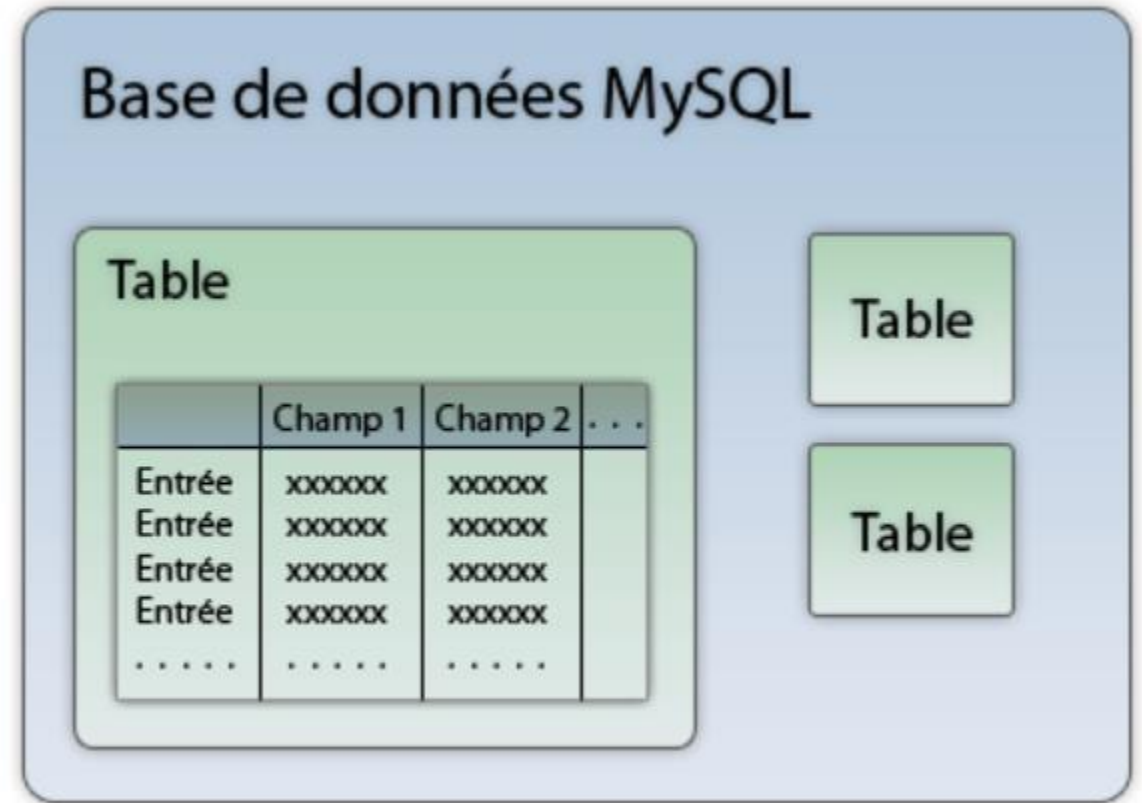 Base de données MySQL
Table
Champ 1 Champ 2 . . .
Entrée xxxxxx xxxxxx
Entrée xxxxxx xxxxxx
Entrée xxxxxx xxxxxx
Entrée xxxxxx xxxxxx
. . . . . . . . . . . . . . .
Table
Table